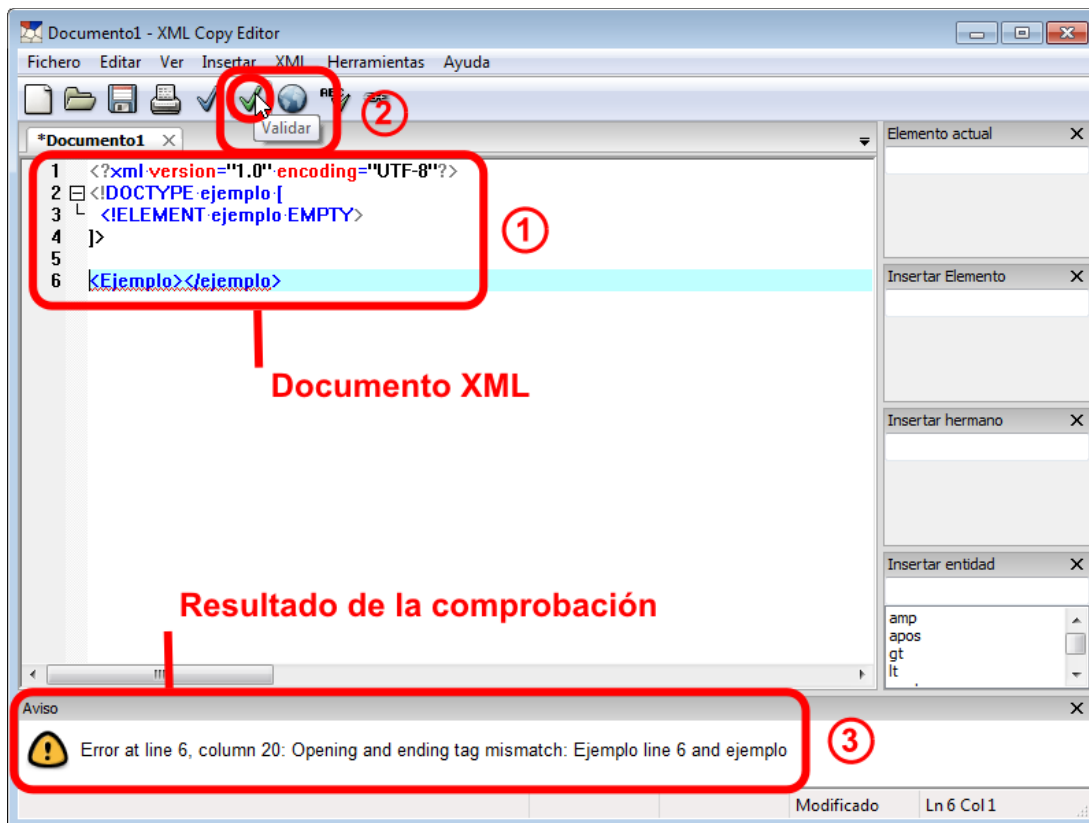 Documento1 - XML Copy Editor
Fichero Editar Ver Insertar XML Herramientas Ayuda
ABC
2
Validar
*Documento1
Elemento actual
1 <?xml·version="1.0"·encoding="UTF-8"?>
2 <!DOCTYPE·ejemplo·[
3 <!ELEMENT·ejemplo·EMPTY>
4 ]>
5
6 <Ejemplo></ejemplo>
1
Insertar Elemento
Documento XML
Insertar hermano
Insertar entidad
Resultado de la comprobación
amp
apos
gt
lt
Aviso
Error at line 6, column 20: Opening and ending tag mismatch: Ejemplo line 6 and ejemplo
3
Modificado Ln 6 Col 1